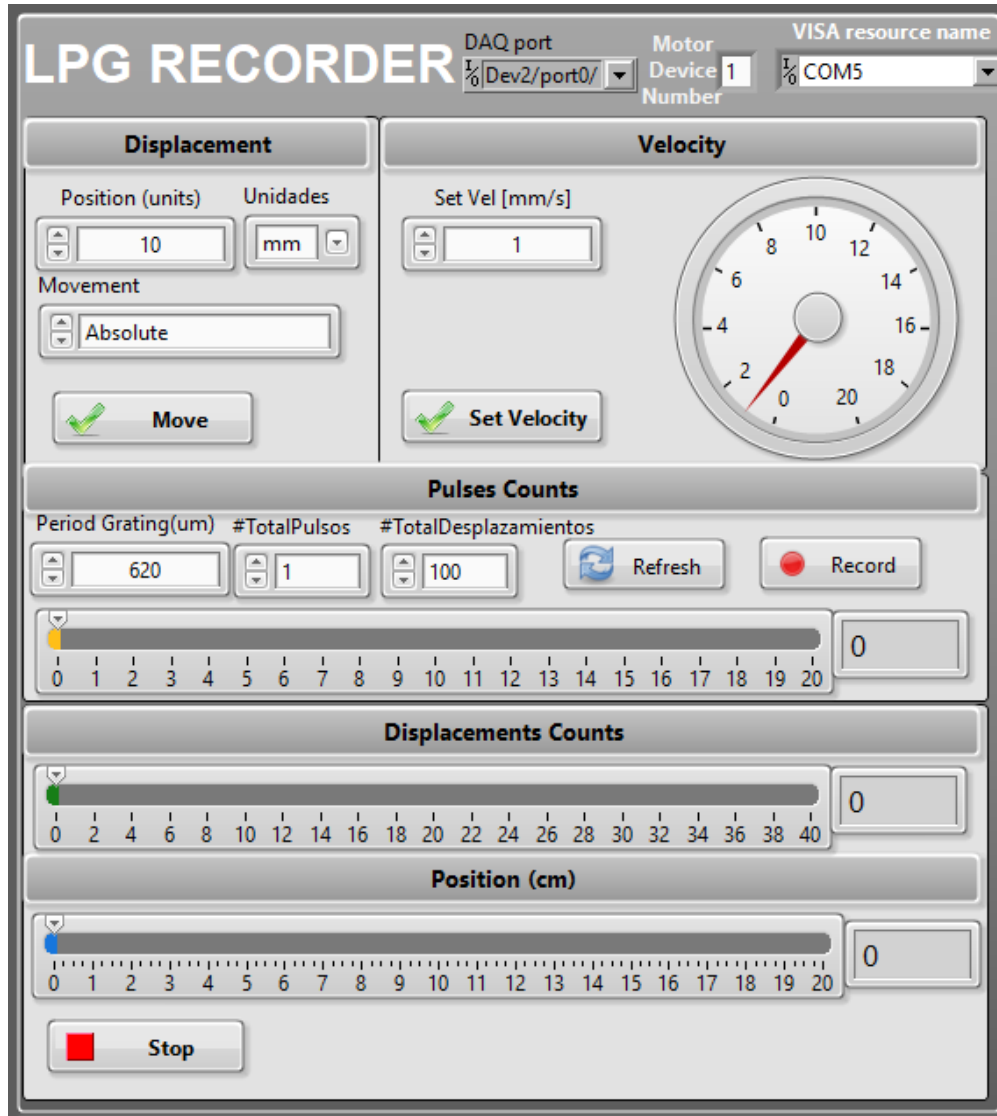 LPG RECORDER
DAQ port
I/O Dev2/port0/
Motor
Device
Number
1
VISA resource name
I/O COM5
Displacement
Velocity
Position (units)
Unidades
10
mm
Movement
Absolute
Move
Set Vel [mm/s]
1
Set Velocity
0 2 4 6 8 10 12 14 16 18 20
Pulses Counts
Period Grating(um) #TotalPulsos #TotalDesplazamientos
620 1 100 Refresh Record
0 1 2 3 4 5 6 7 8 9 10 11 12 13 14 15 16 17 18 19 20
0
Displacements Counts
0 2 4 6 8 10 12 14 16 18 20 22 24 26 28 30 32 34 36 38 40
0
Position (cm)
0 1 2 3 4 5 6 7 8 9 10 11 12 13 14 15 16 17 18 19 20
0
Stop